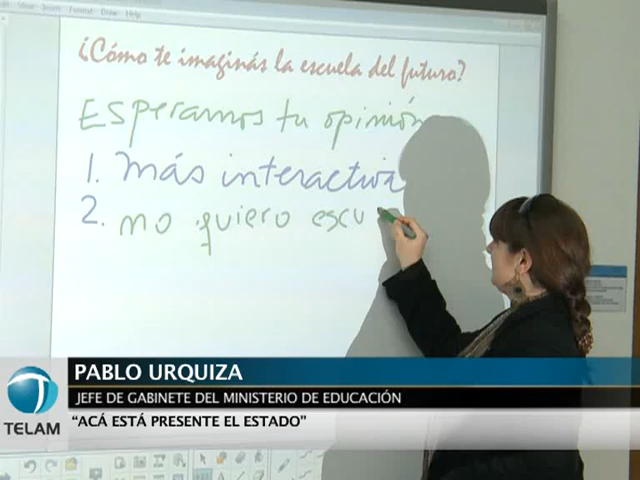 ¿Cómo te imaginás la escuela del futuro?
Esperamos tu opinión
1. más interactiva
2. no quiero escu
PABLO URQUIZA
JEFE DE GABINETE DEL MINISTERIO DE EDUCACIÓN
TELAM
“ACÁ ESTÁ PRESENTE EL ESTADO”